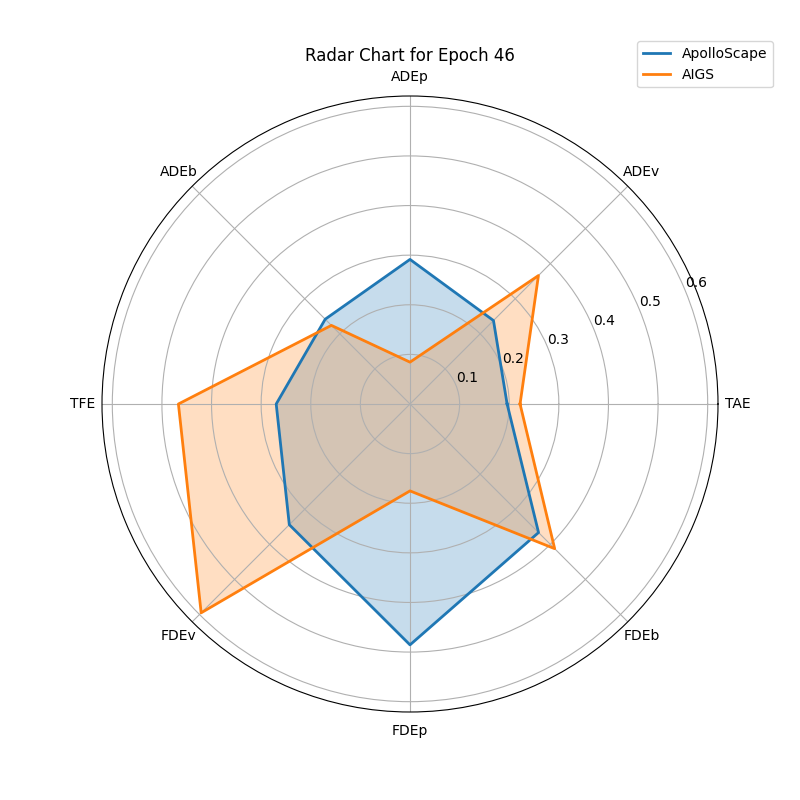 Radar Chart for Epoch 46
ApolloScape
AIGS
ADEp
ADEb
ADEv
0.6
0.5
0.4
0.3
0.2
0.1
TFE
TAE
FDEv
FDEb
FDEp